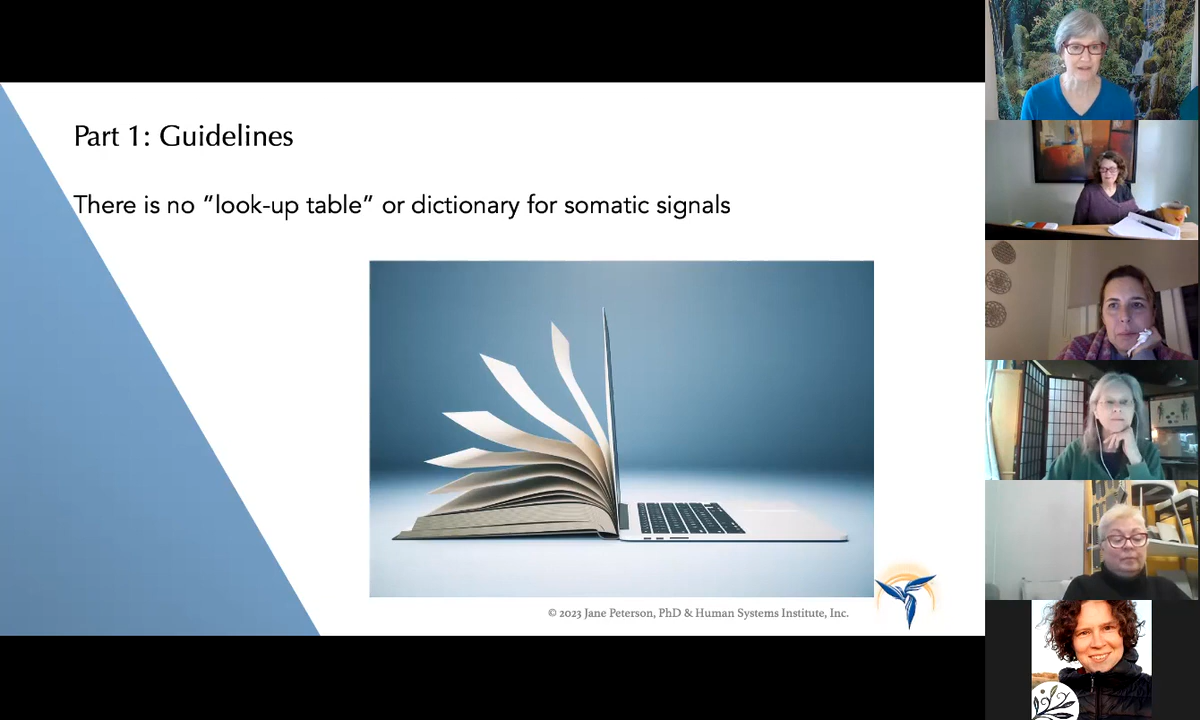 Part 1: Guidelines
There is no “look-up table” or dictionary for somatic signals
© 2023 Jane Peterson, PhD & Human Systems Institute, Inc.